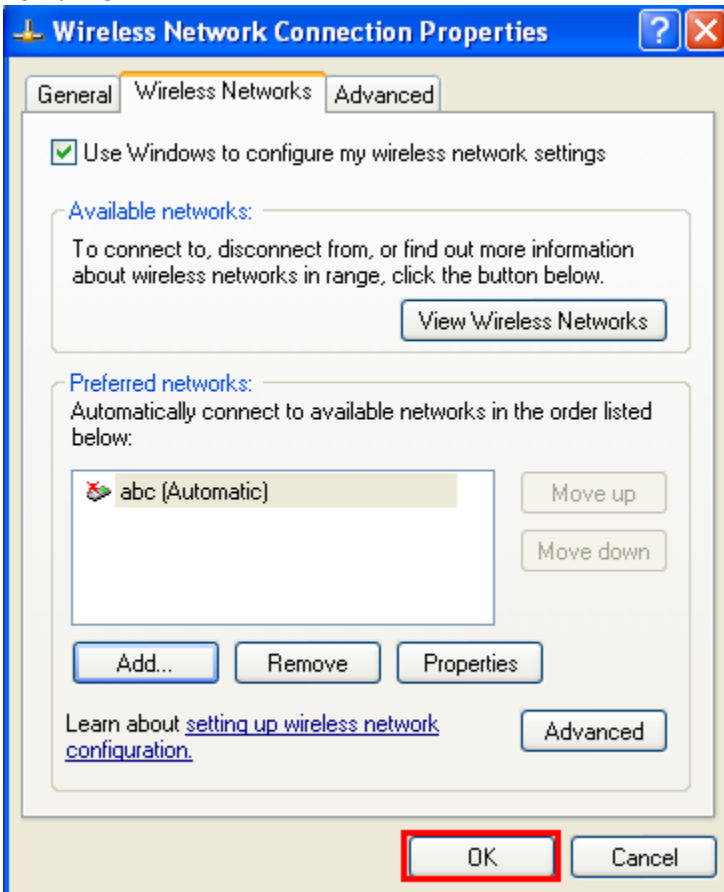 Wireless Network Connection Properties
General Wireless Networks Advanced
Use Windows to configure my wireless network settings
Available networks:
To connect to, disconnect from, or find out more information
about wireless networks in range, click the button below.
View Wireless Networks
Preferred networks:
Automatically connect to available networks in the order listed
below:
abc (Automatic)
Move up
Move down
Add... Remove Properties
Learn about setting up wireless network
configuration.
Advanced
OK Cancel